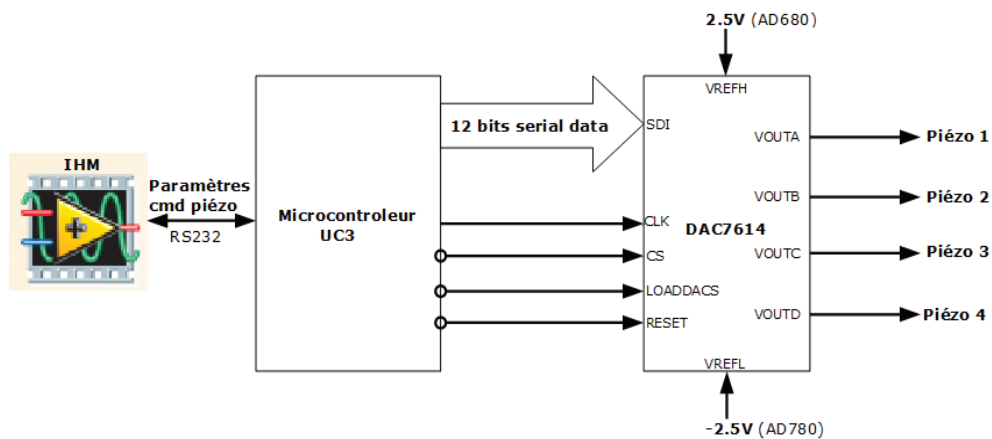 2.5V (AD680)
VREFH
12 bits serial data
SDI
VOUTA
Piézo 1
IHM
Paramètres
cmd piézo
RS232
Microcontroleur
UC3
VOUTB
Piézo 2
CLK
DAC7614
CS
VOUTC
Piézo 3
LOADDACS
RESET
VOUTD
Piézo 4
VREFL
-2.5V (AD780)